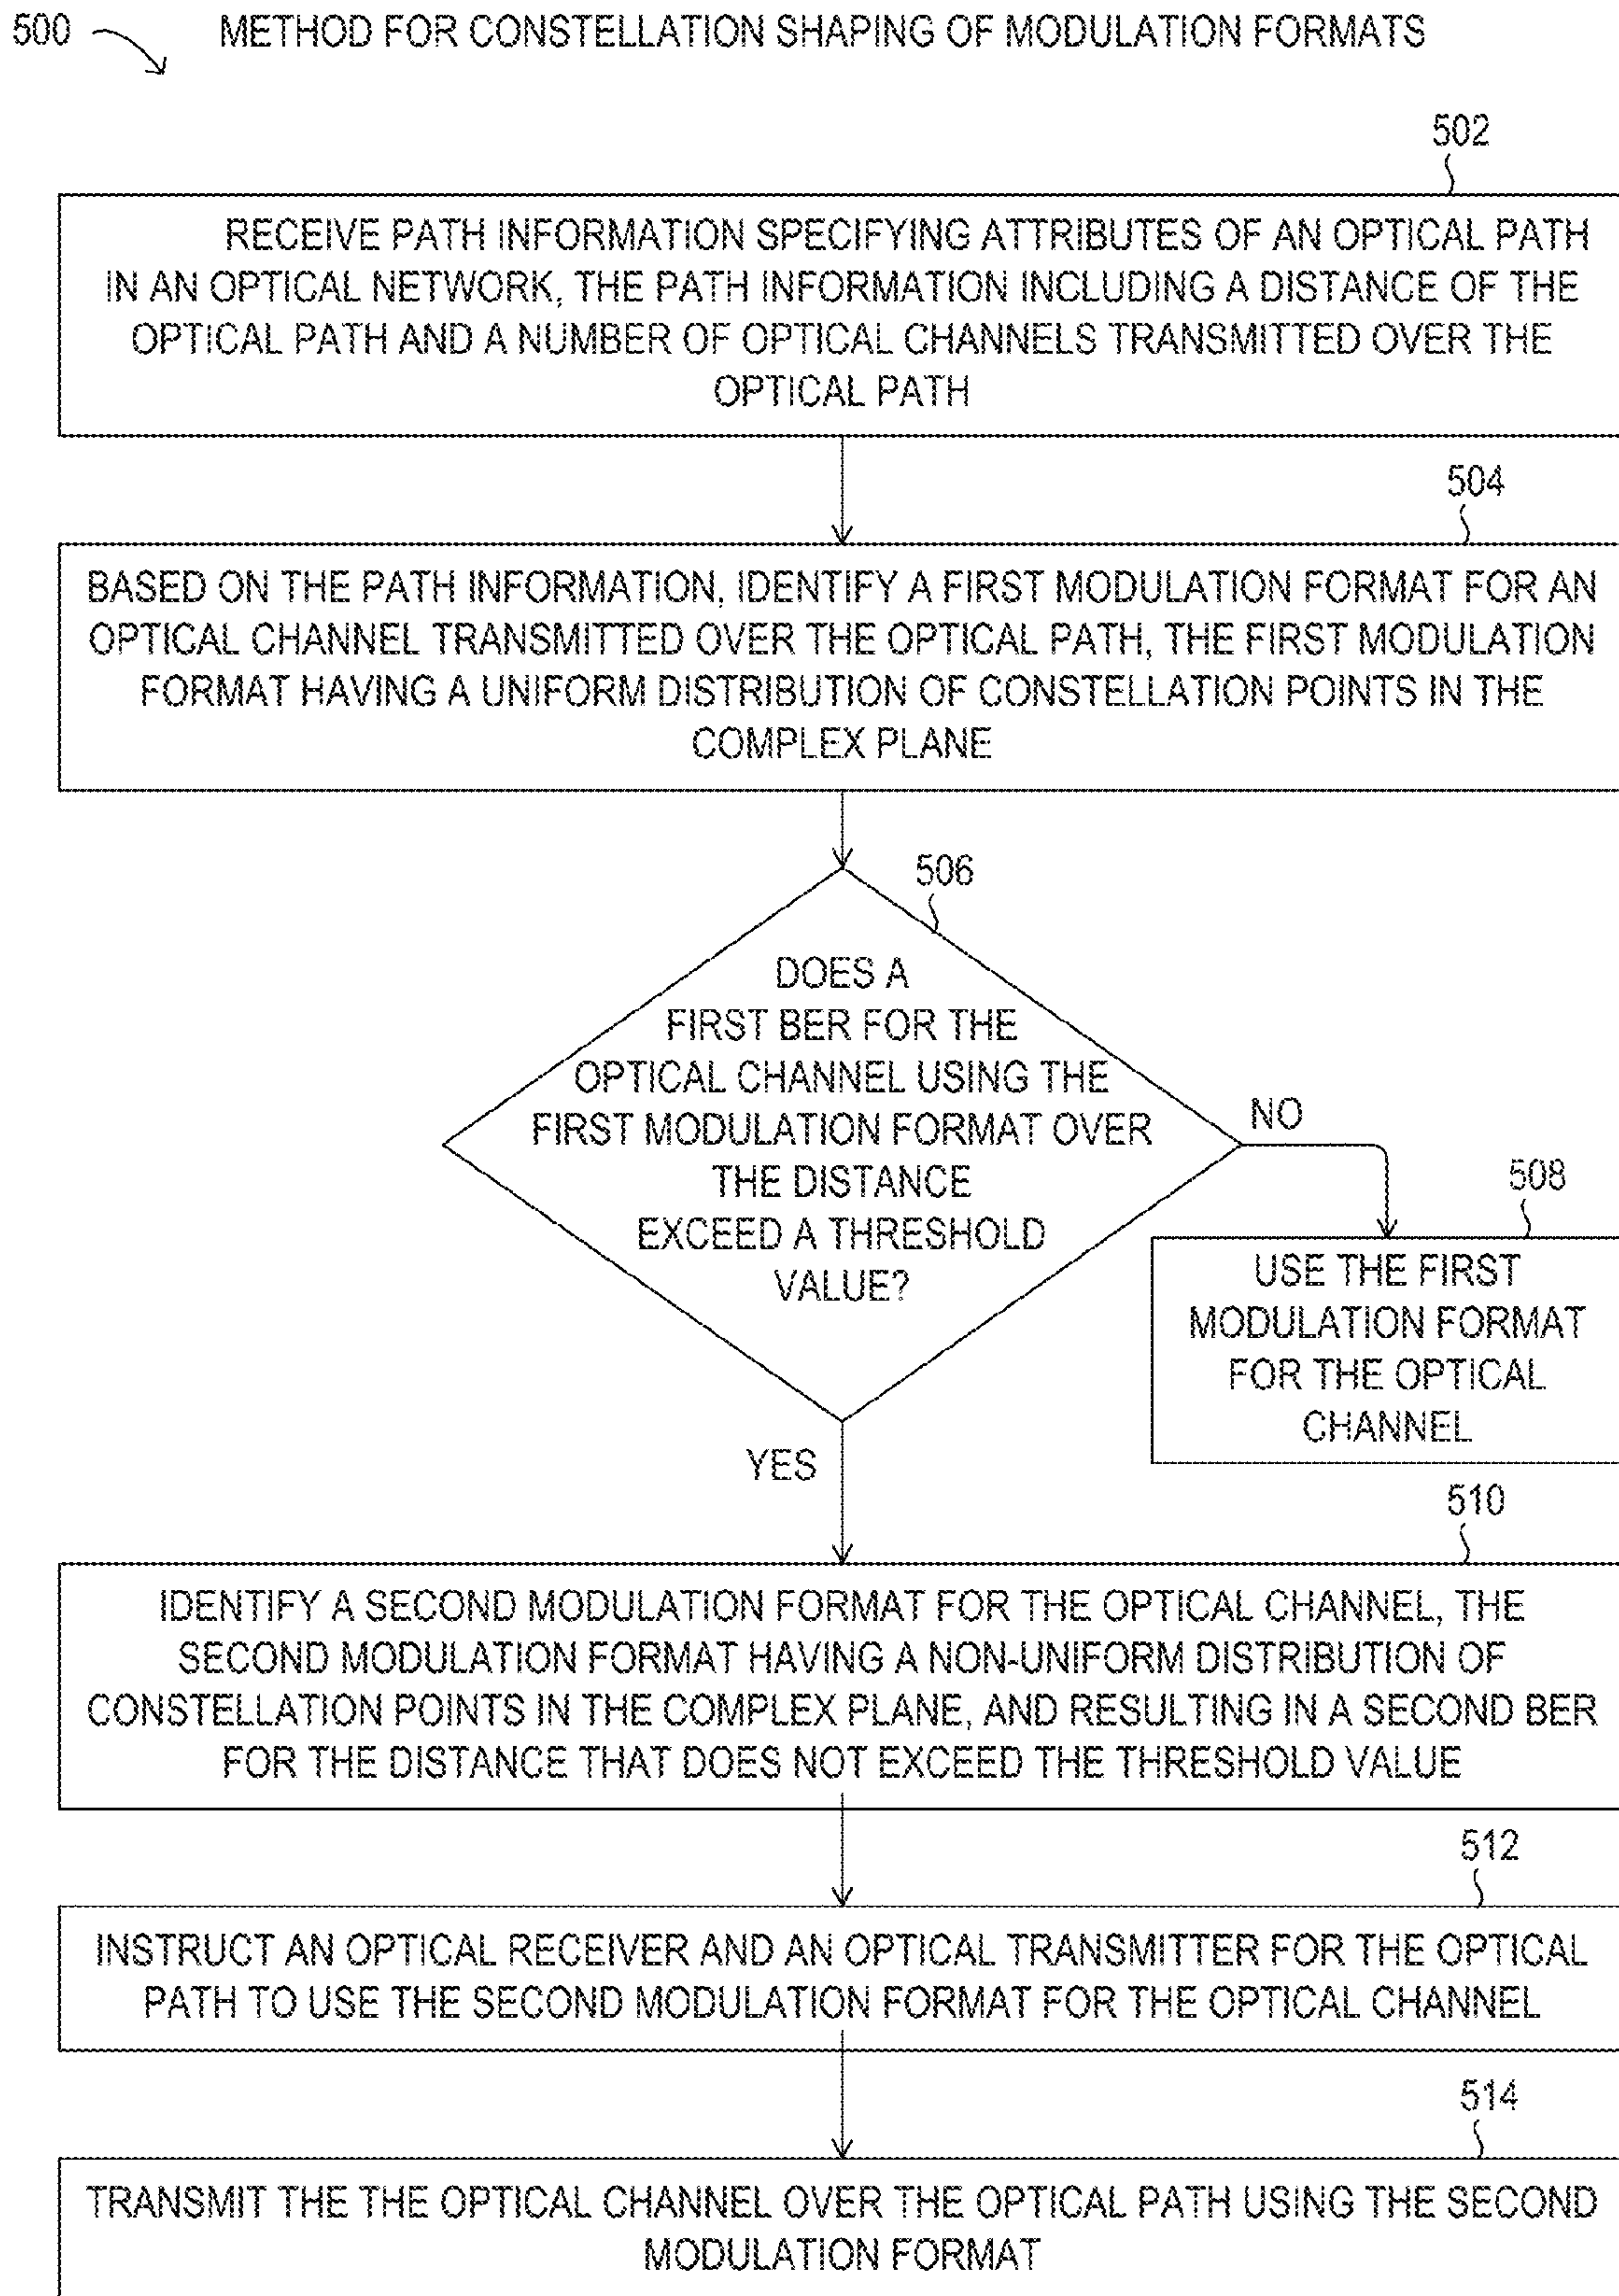 500
METHOD FOR CONSTELLATION SHAPING OF MODULATION FORMATS
502
RECEIVE PATH INFORMATION SPECIFYING ATTRIBUTES OF AN OPTICAL PATH
IN AN OPTICAL NETWORK, THE PATH INFORMATION INCLUDING A DISTANCE OF THE
OPTICAL PATH AND A NUMBER OF OPTICAL CHANNELS TRANSMITTED OVER THE
OPTICAL PATH
504
BASED ON THE PATH INFORMATION, IDENTIFY A FIRST MODULATION FORMAT FOR AN
OPTICAL CHANNEL TRANSMITTED OVER THE OPTICAL PATH, THE FIRST MODULATION
FORMAT HAVING A UNIFORM DISTRIBUTION OF CONSTELLATION POINTS IN THE
COMPLEX PLANE
506
DOES A
FIRST BER FOR THE
OPTICAL CHANNEL USING THE
FIRST MODULATION FORMAT OVER
THE DISTANCE
EXCEED A THRESHOLD
VALUE?
NO
508
USE THE FIRST
MODULATION FORMAT
FOR THE OPTICAL
CHANNEL
YES
510
IDENTIFY A SECOND MODULATION FORMAT FOR THE OPTICAL CHANNEL, THE
SECOND MODULATION FORMAT HAVING A NON-UNIFORM DISTRIBUTION OF
CONSTELLATION POINTS IN THE COMPLEX PLANE, AND RESULTING IN A SECOND BER
FOR THE DISTANCE THAT DOES NOT EXCEED THE THRESHOLD VALUE
512
INSTRUCT AN OPTICAL RECEIVER AND AN OPTICAL TRANSMITTER FOR THE OPTICAL
PATH TO USE THE SECOND MODULATION FORMAT FOR THE OPTICAL CHANNEL
514
TRANSMIT THE THE OPTICAL CHANNEL OVER THE OPTICAL PATH USING THE SECOND
MODULATION FORMAT